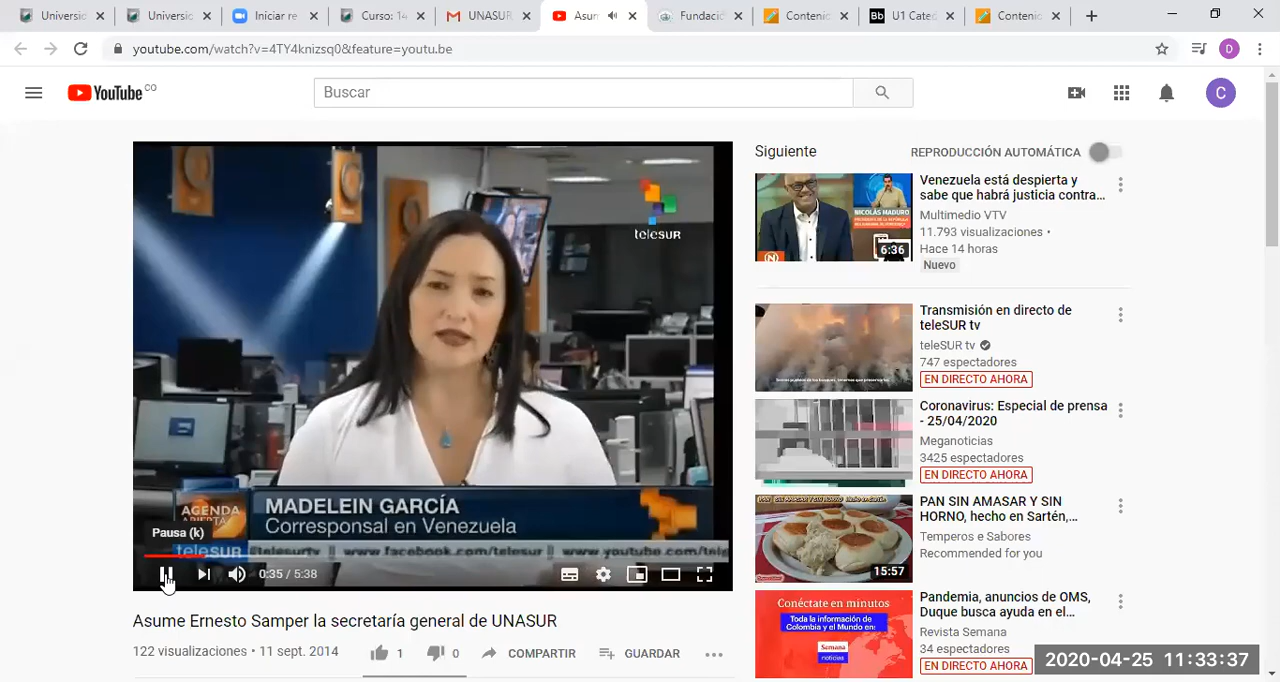 Universid
Universid
Iniciar re
Curso: 14
UNASUR
Asun
Fundació
Contenic
Bb U1 Cated
Contenic
youtube.com/watch?v=4TY4knizsq0&feature=youtu.be
D
YouTube CO
Buscar
C
Siguiente
REPRODUCCIÓN AUTOMÁTICA
teleSUR
MADELEIN GARCÍA
Corresponsal en Venezuela
AGENDA
ABIERTA
telesur
telesurtv || www.facebook.com/telesur || www.youtube.com/tele
Pausa (k)
0:35 / 5:38
Asume Ernesto Samper la secretaría general de UNASUR
122 visualizaciones • 11 sept. 2014
1
0
COMPARTIR
GUARDAR
NICOLÁS MADURO
6:36
Venezuela está despierta y
sabe que habrá justicia contra...
Multimedio VTV
11.793 visualizaciones •
Hace 14 horas
Nuevo
Transmisión en directo de
teleSUR tv
teleSUR tv
747 espectadores
EN DIRECTO AHORA
Coronavirus: Especial de prensa
- 25/04/2020
Meganoticias
3425 espectadores
EN DIRECTO AHORA
15:57
PAN SIN AMASAR Y SIN
HORNO, hecho en Sartén,...
Temperos e Sabores
Recommended for you
Conéctate en minutos
Toda la información de
Colombia y el Mundo en:
Semana
noticias
Pandemia, anuncios de OMS,
Duque busca ayuda en el...
Revista Semana
34 espectadores
EN DIRECTO AHORA
2020-04-25 11:33:37